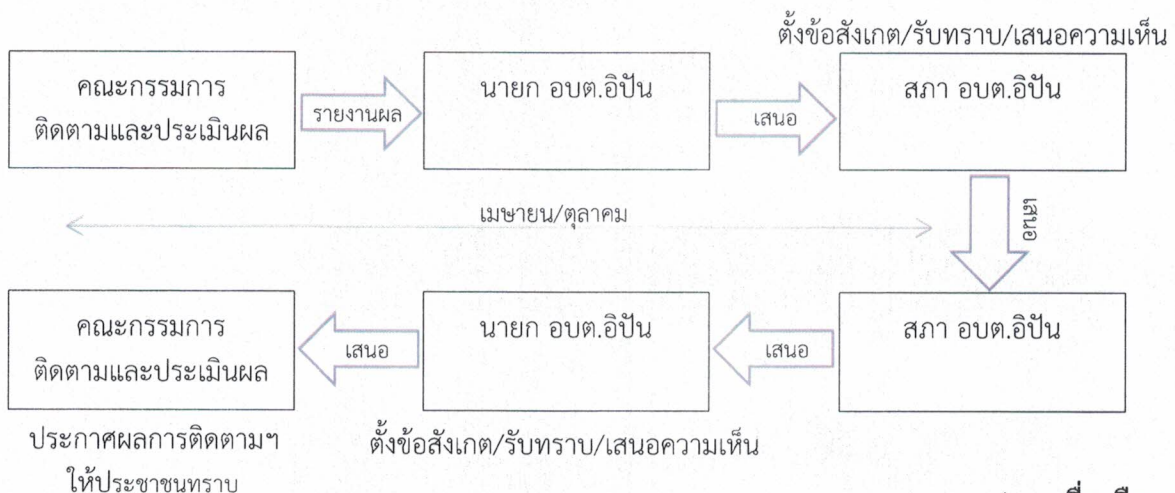 ตั้งข้อสังเกต/รับทราบ/เสนอความเห็น
คณะกรรมการ
ติดตามและประเมินผล
รายงานผล
นายก อบต.อิปัน
เสนอ
สภา อบต.อิปัน
เมษายน/ตุลาคม
เสนอ
คณะกรรมการ
ติดตามและประเมินผล
เสนอ
นายก อบต.อิปัน
เสนอ
สภา อบต.อิปัน
ประกาศผลการติดตามฯ
ให้ประชาชนทราบ
ตั้งข้อสังเกต/รับทราบ/เสนอความเห็น